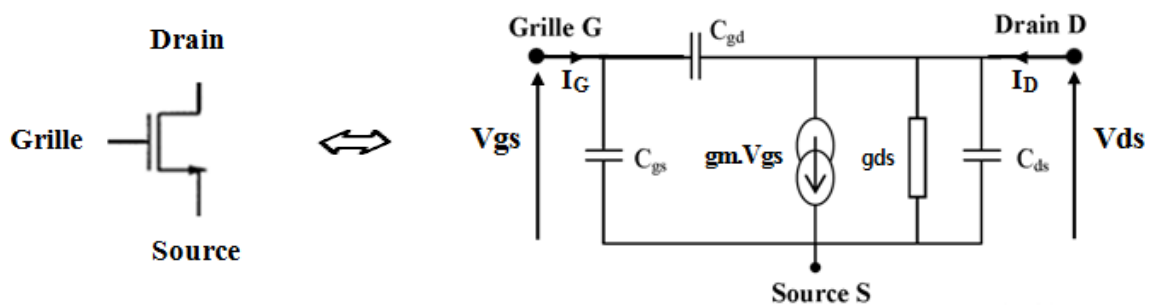 Drain
Grille
Source
Grille G
Cgd
Drain D
IG
ID
Vgs
Cgs
gm.Vgs
gds
Cds
Vds
Source S